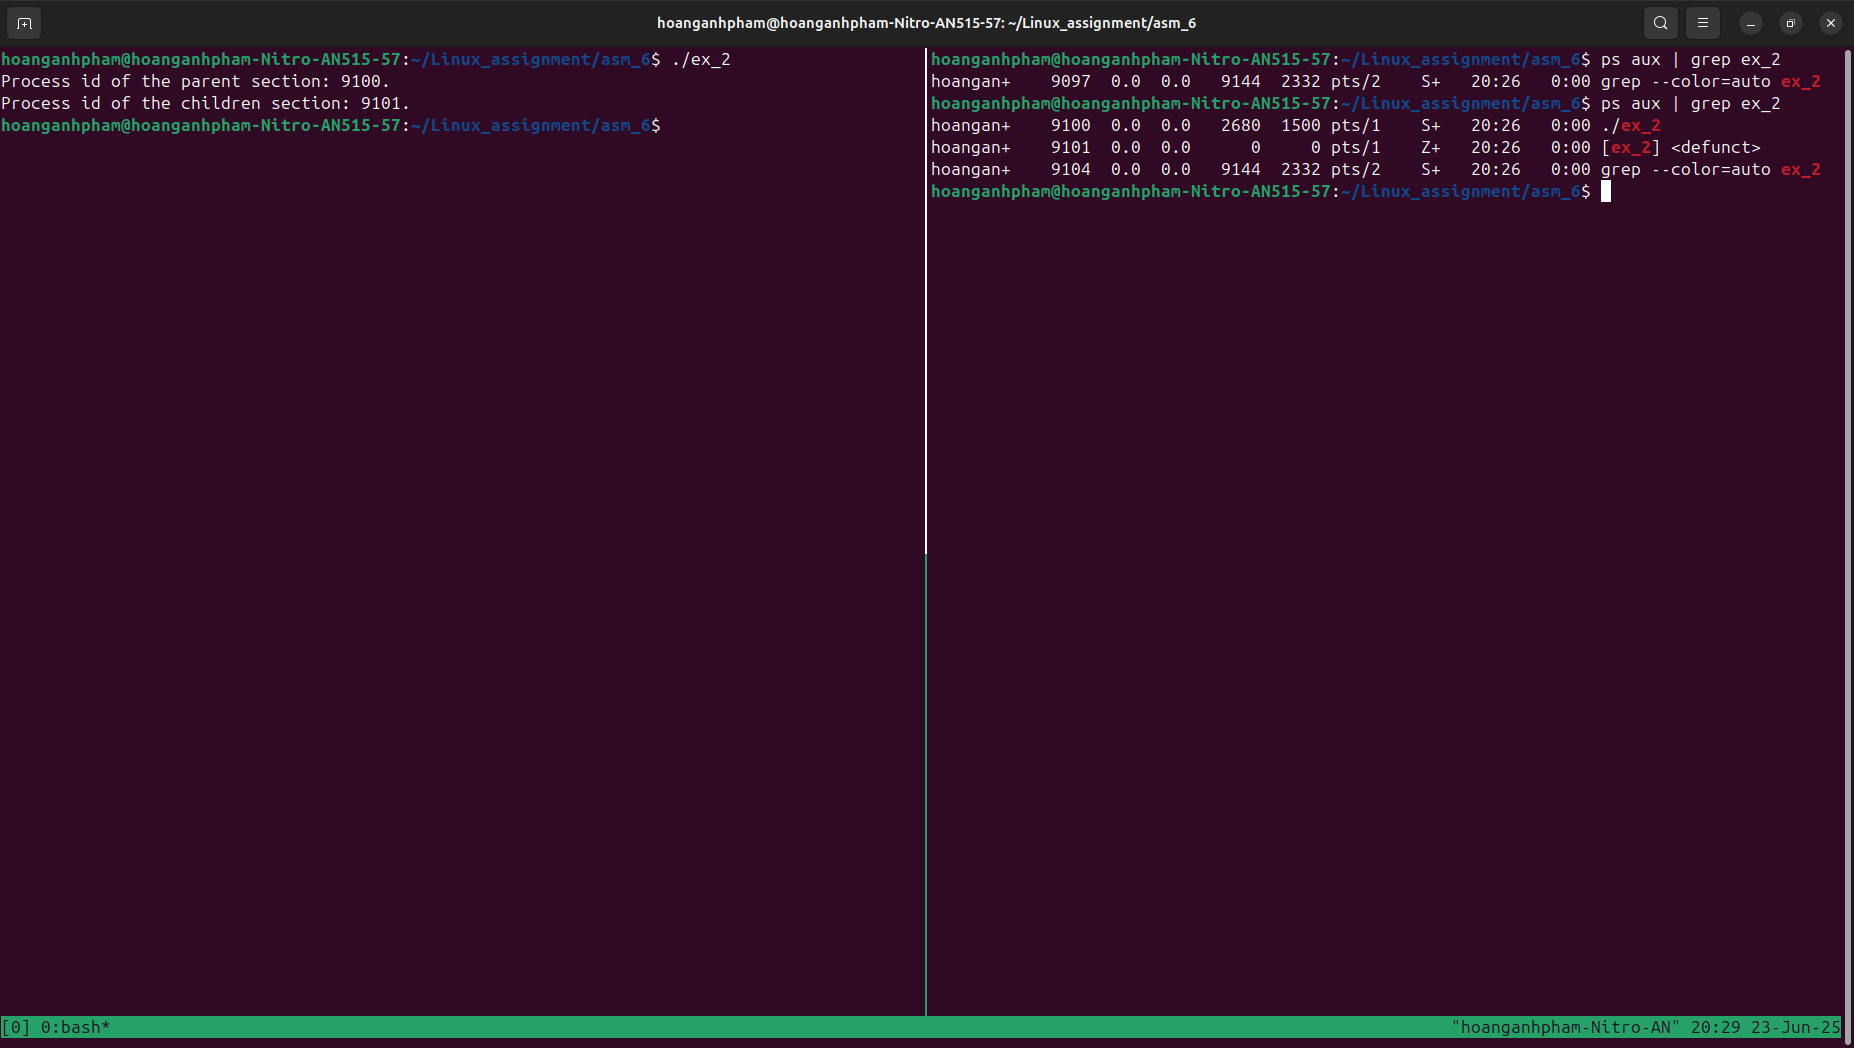 hoanganhpham@hoanganhpham-Nitro-AN515-57: ~/Linux_assignment/asm_6
hoanganhpham@hoanganhpham-Nitro-AN515-57:~/Linux_assignment/asm_6$ ./ex_2
Process id of the parent section: 9100.
Process id of the children section: 9101.
hoanganhpham@hoanganhpham-Nitro-AN515-57:~/Linux_assignment/asm_6$
hoanganhpham@hoanganhpham-Nitro-AN515-57:~/Linux_assignment/asm_6$ ps aux | grep ex_2
hoangan+    9097  0.0  0.0   9144  2332 pts/2    S+   20:26   0:00 grep --color=auto ex_2
hoanganhpham@hoanganhpham-Nitro-AN515-57:~/Linux_assignment/asm_6$ ps aux | grep ex_2
hoangan+    9100  0.0  0.0   2680  1500 pts/1    S+   20:26   0:00 ./ex_2
hoangan+    9101  0.0  0.0      0     0 pts/1    Z+   20:26   0:00 [ex_2] <defunct>
hoangan+    9104  0.0  0.0   9144  2332 pts/2    S+   20:26   0:00 grep --color=auto ex_2
hoanganhpham@hoanganhpham-Nitro-AN515-57:~/Linux_assignment/asm_6$
[0] 0:bash* "hoanganhpham-Nitro-AN" 20:29 23-Jun-25